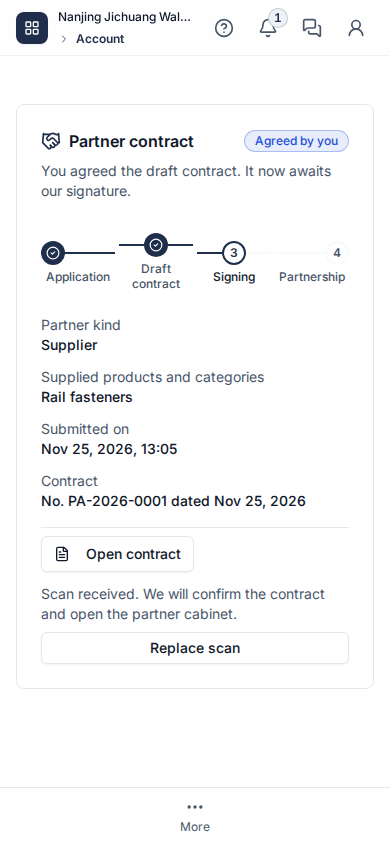 Nanjing Jichuang Wal...
1
Account
Partner contract
Agreed by you
You agreed the draft contract. It now awaits
our signature.
3
4
Application
Draft
contract
Signing
Partnership
Partner kind
Supplier
Supplied products and categories
Rail fasteners
Submitted on
Nov 25, 2026, 13:05
Contract
No. PA-2026-0001 dated Nov 25, 2026
Open contract
Scan received. We will confirm the contract
and open the partner cabinet.
Replace scan
More